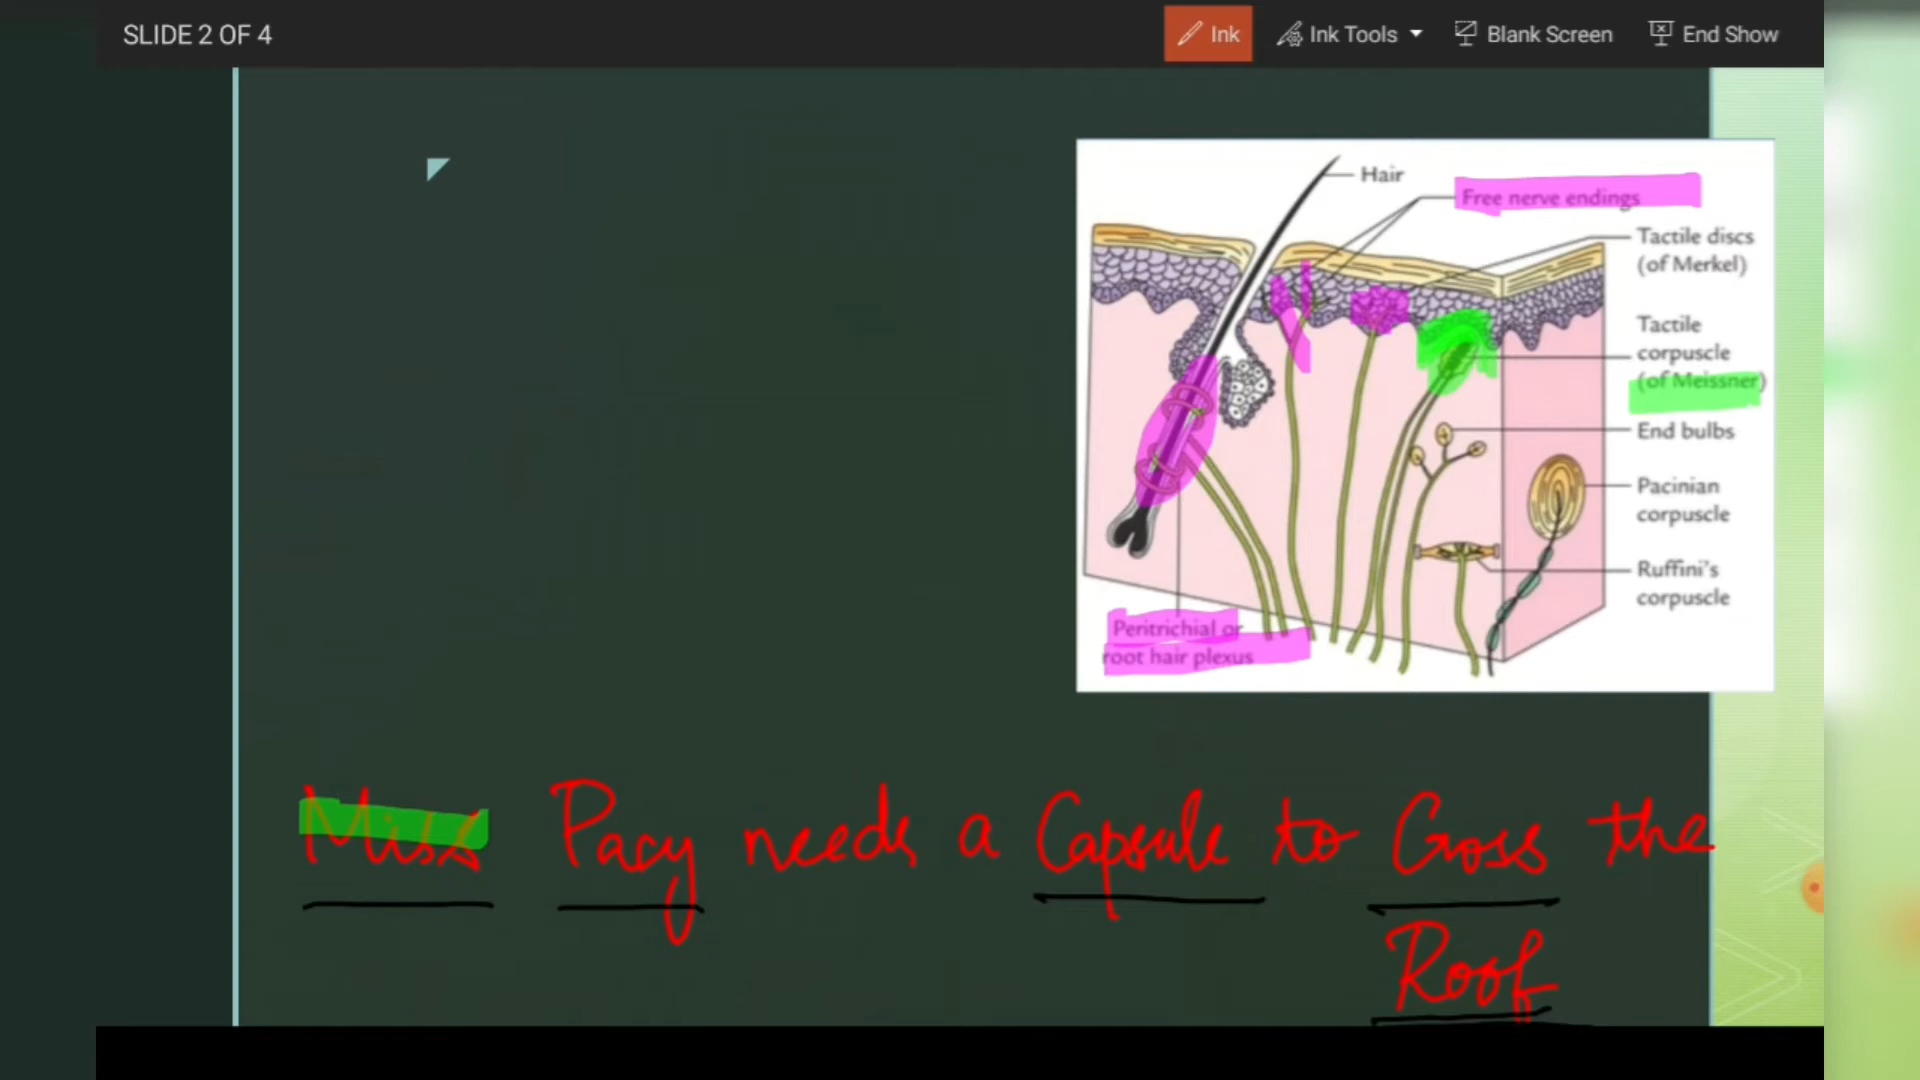 SLIDE 2 OF 4
Ink
Ink Tools
Blank Screen
End Show
Hair
Free nerve endings
Tactile discs
(of Merkel)
Tactile
corpuscle
(of Meissner)
End bulbs
Pacinian
corpuscle
Ruffini's
corpuscle
Peritrichial or
root hair plexus
Miss Pacy needs a Capsule to Cross the
Roof